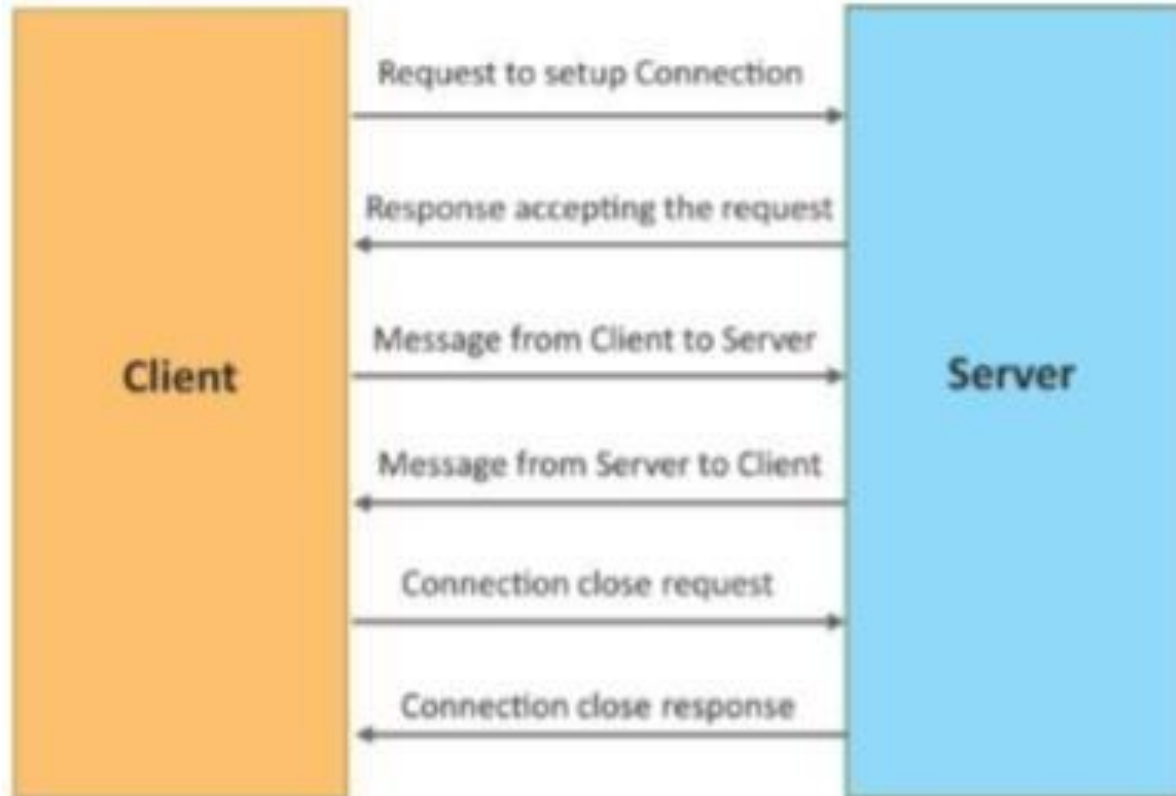 Request to setup Connection
Response accepting the request
Message from Client to Server
Client
Server
Message from Server to Client
Connection close request
Connection close response